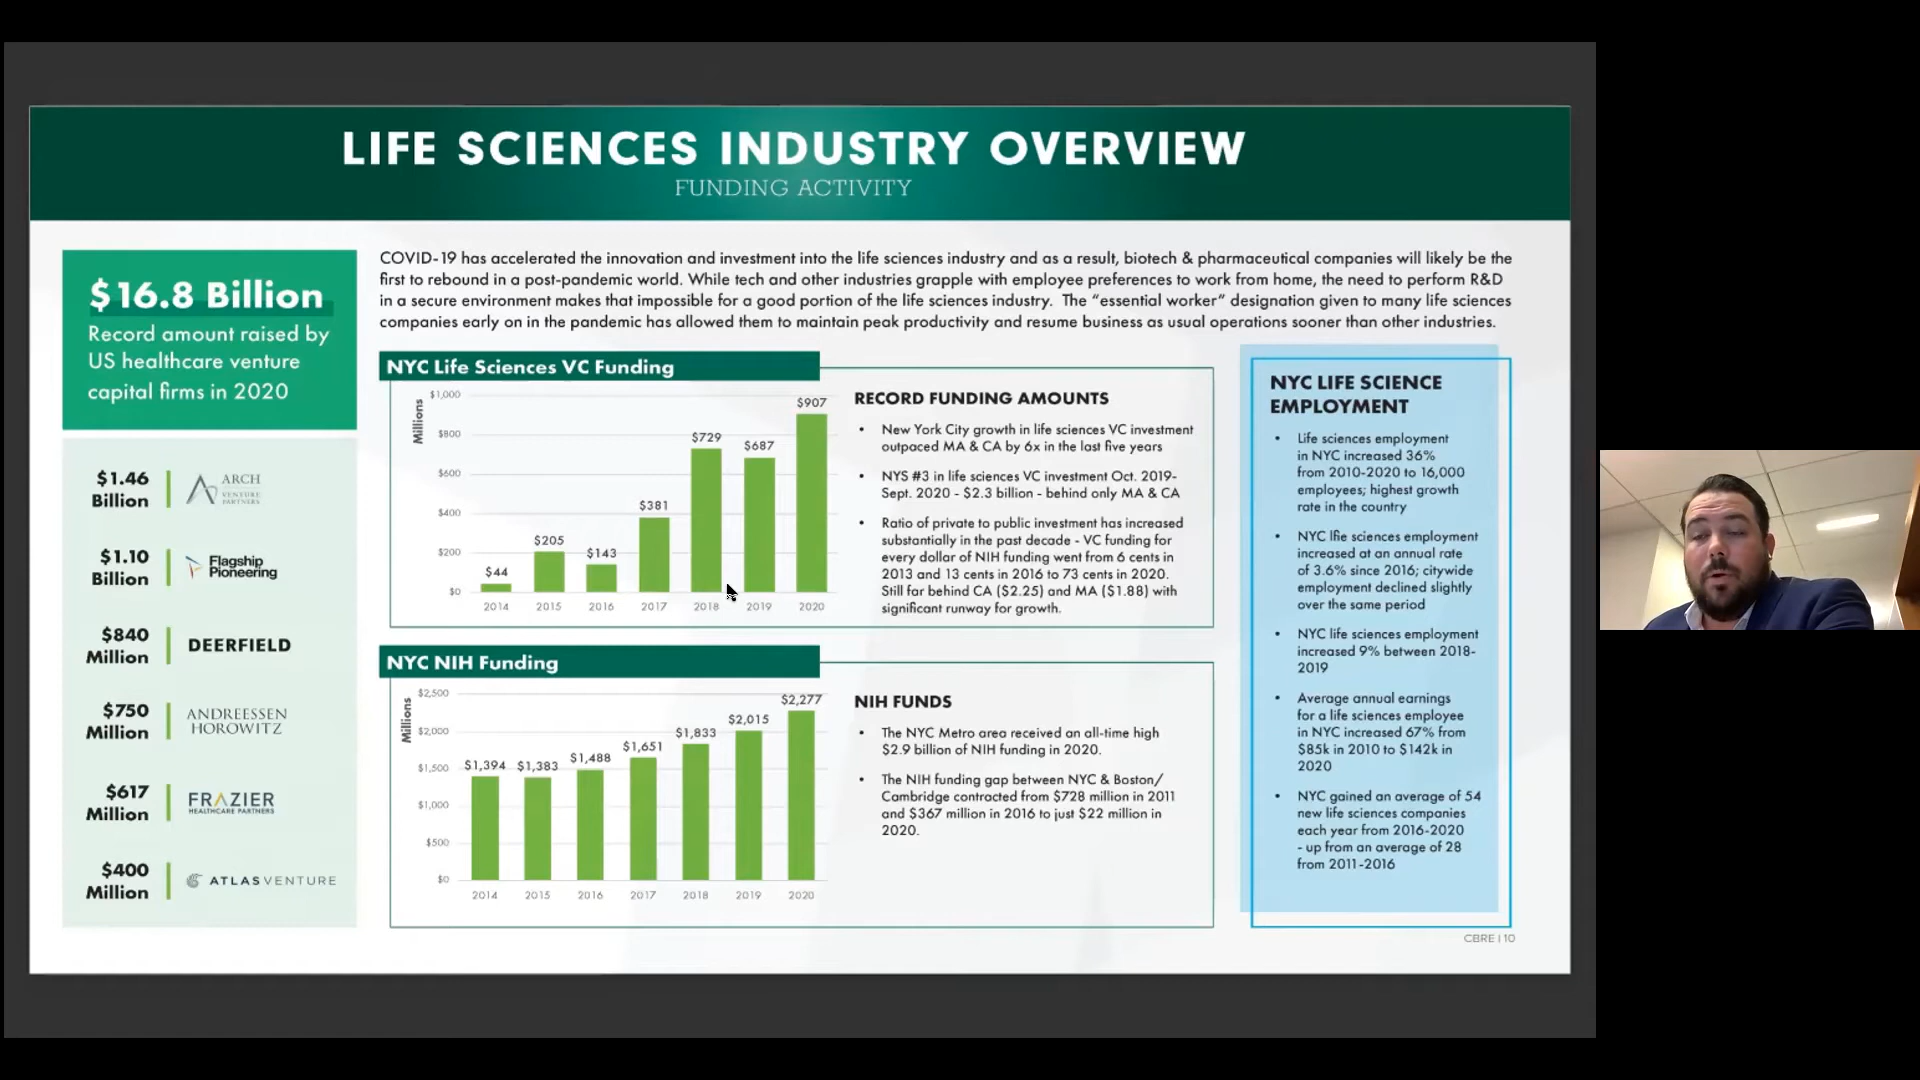 LIFE SCIENCES INDUSTRY OVERVIEW
FUNDING ACTIVITY
$16.8 Billion
Record amount raised by
US healthcare venture
capital firms in 2020
$1.46
Billion
ARCH
VENTURE
PARTNERS
$1.10
Billion
Flagship
Pioneering
$840
Million
DEERFIELD
$750
Million
ANDREESSEN
HOROWITZ
$617
Million
FRAZIER
HEALTHCARE PARTNERS
$400
Million
ATLAS VENTURE
COVID-19 has accelerated the innovation and investment into the life sciences industry and as a result, biotech & pharmaceutical companies will likely be the
first to rebound in a post-pandemic world. While tech and other industries grapple with employee preferences to work from home, the need to perform R&D
in a secure environment makes that impossible for a good portion of the life sciences industry. The “essential worker” designation given to many life sciences
companies early on in the pandemic has allowed them to maintain peak productivity and resume business as usual operations sooner than other industries.
NYC Life Sciences VC Funding
Millions
$1,000
$800
$600
$400
$200
$0
$44
$205
$143
$381
$729
$687
$907
2014
2015
2016
2017
2018
2019
2020
RECORD FUNDING AMOUNTS
• New York City growth in life sciences VC investment
outpaced MA & CA by 6x in the last five years
• NYS #3 in life sciences VC investment Oct. 2019-
Sept. 2020 - $2.3 billion - behind only MA & CA
• Ratio of private to public investment has increased
substantially in the past decade - VC funding for
every dollar of NIH funding went from 6 cents in
2013 and 13 cents in 2016 to 73 cents in 2020.
Still far behind CA ($2.25) and MA ($1.88) with
significant runway for growth.
NYC NIH Funding
Millions
$2,500
$2,000
$1,500
$1,000
$500
$0
$1,394
$1,383
$1,488
$1,651
$1,833
$2,015
$2,277
2014
2015
2016
2017
2018
2019
2020
NIH FUNDS
• The NYC Metro area received an all-time high
$2.9 billion of NIH funding in 2020.
• The NIH funding gap between NYC & Boston/
Cambridge contracted from $728 million in 2011
and $367 million in 2016 to just $22 million in
2020.
NYC LIFE SCIENCE
EMPLOYMENT
• Life sciences employment
in NYC increased 36%
from 2010-2020 to 16,000
employees; highest growth
rate in the country
• NYC life sciences employment
increased at an annual rate
of 3.6% since 2016; citywide
employment declined slightly
over the same period
• NYC life sciences employment
increased 9% between 2018-
2019
• Average annual earnings
for a life sciences employee
in NYC increased 67% from
$85k in 2010 to $142k in
2020
• NYC gained an average of 54
new life sciences companies
each year from 2016-2020
- up from an average of 28
from 2011-2016
CBRE | 10